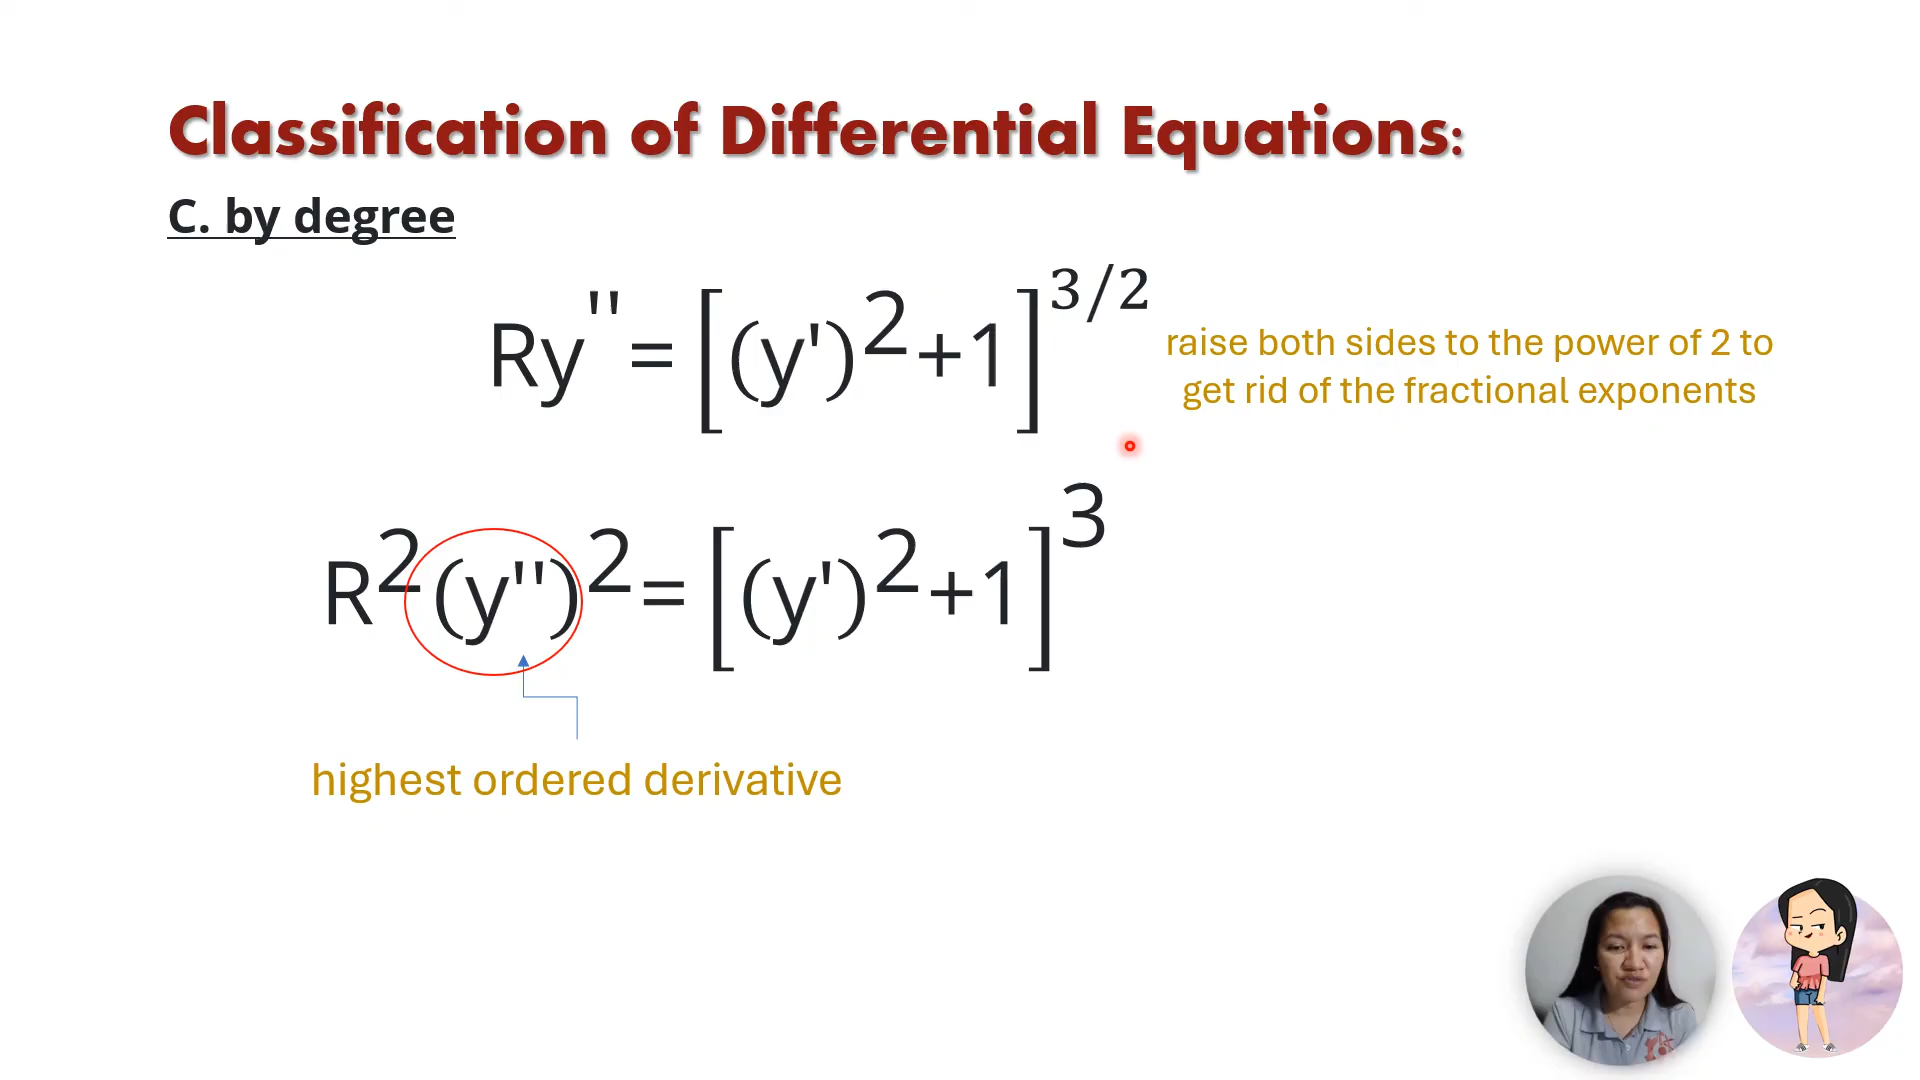 Classification of Differential Equations:
C. by degree
Ry''=[(y')²+1]^3/2
raise both sides to the power of 2 to
get rid of the fractional exponents
R²(y'')²=[(y')²+1]³
highest ordered derivative